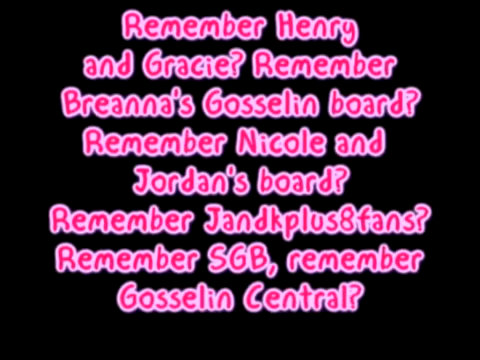 Remember Henry
and Gracie? Remember
Breanna's Gosselin board?
Remember Nicole and
Jordan's board?
Remember Jandkplus8fans?
Remember SGB, remember
Gosselin Central?